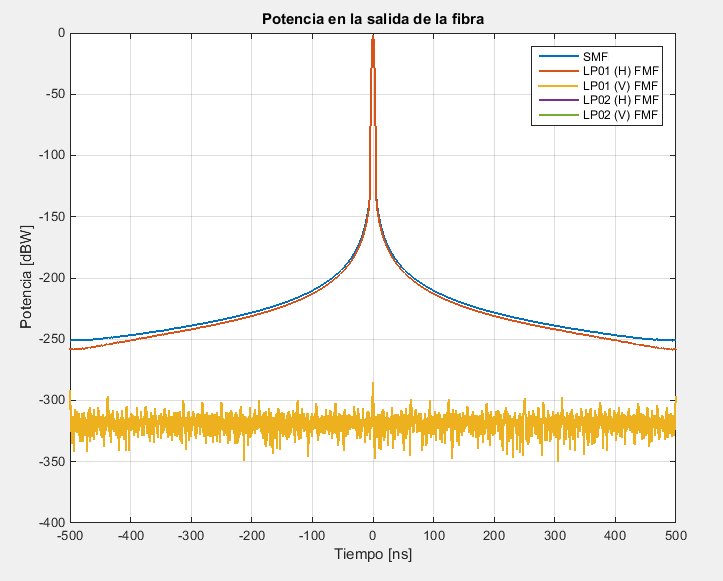 Potencia en la salida de la fibra
SMF
LP01 (H) FMF
LP01 (V) FMF
LP02 (H) FMF
LP02 (V) FMF
Potencia [dBW]
0
-50
-100
-150
-200
-250
-300
-350
-400
-500
-400
-300
-200
-100
0
100
200
300
400
500
Tiempo [ns]